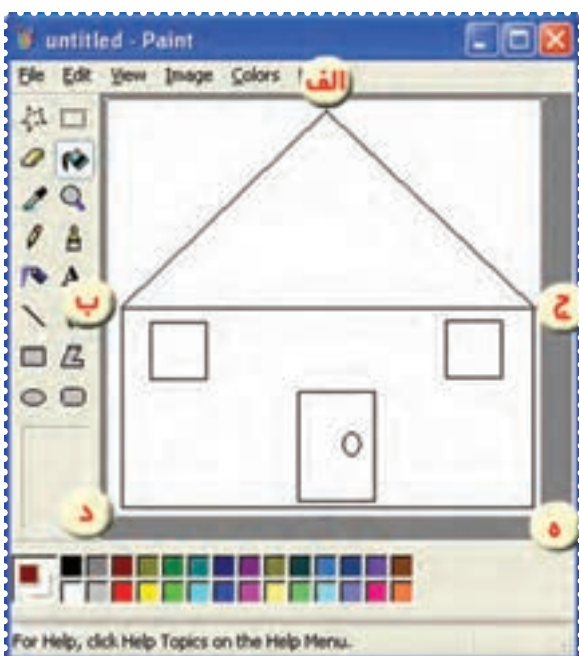 untitled - Paint
File Edit View Image Colors
الف
ب
ج
د
ه
For Help, click Help Topics on the Help Menu.